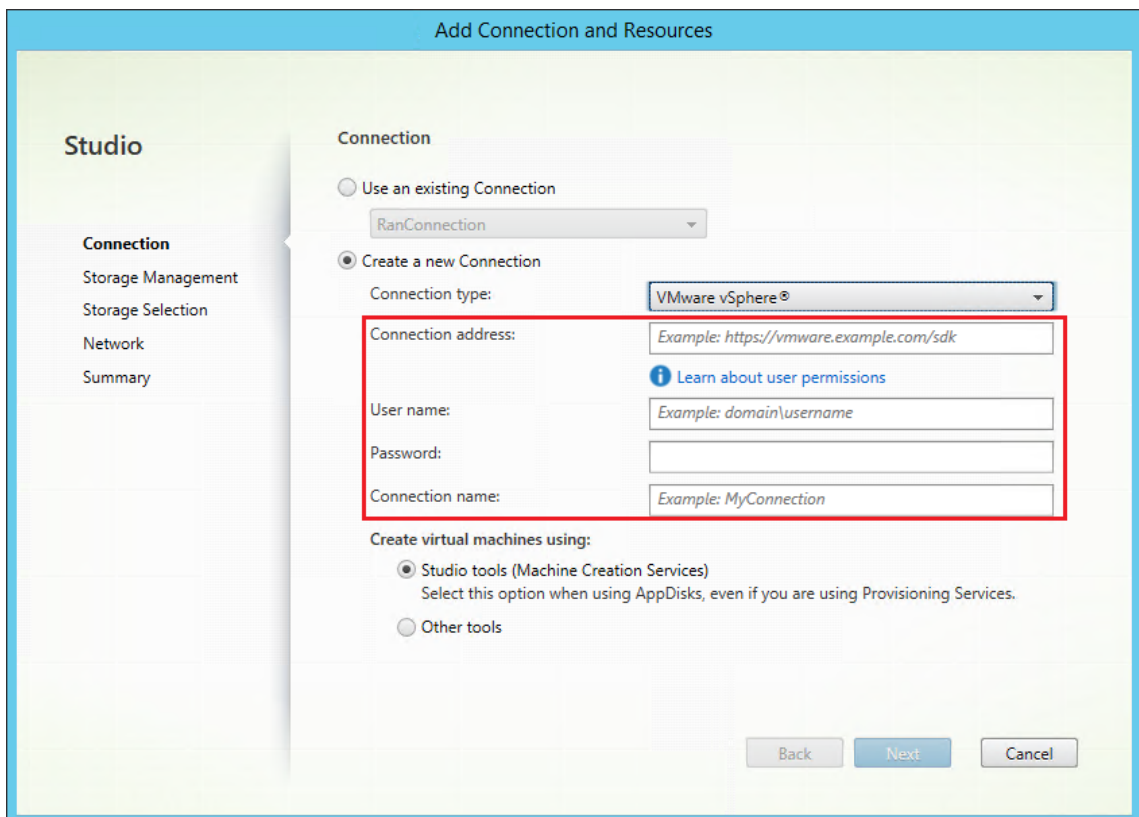 Add Connection and Resources
Studio
Connection
Storage Management
Storage Selection
Network
Summary
Connection
Use an existing Connection
RanConnection
Create a new Connection
Connection type:
VMware vSphere®
Connection address:
Example: https://vmware.example.com/sdk
Learn about user permissions
User name:
Example: domain\username
Password:
Connection name:
Example: MyConnection
Create virtual machines using:
Studio tools (Machine Creation Services)
Select this option when using AppDisks, even if you are using Provisioning Services.
Other tools
Back
Next
Cancel